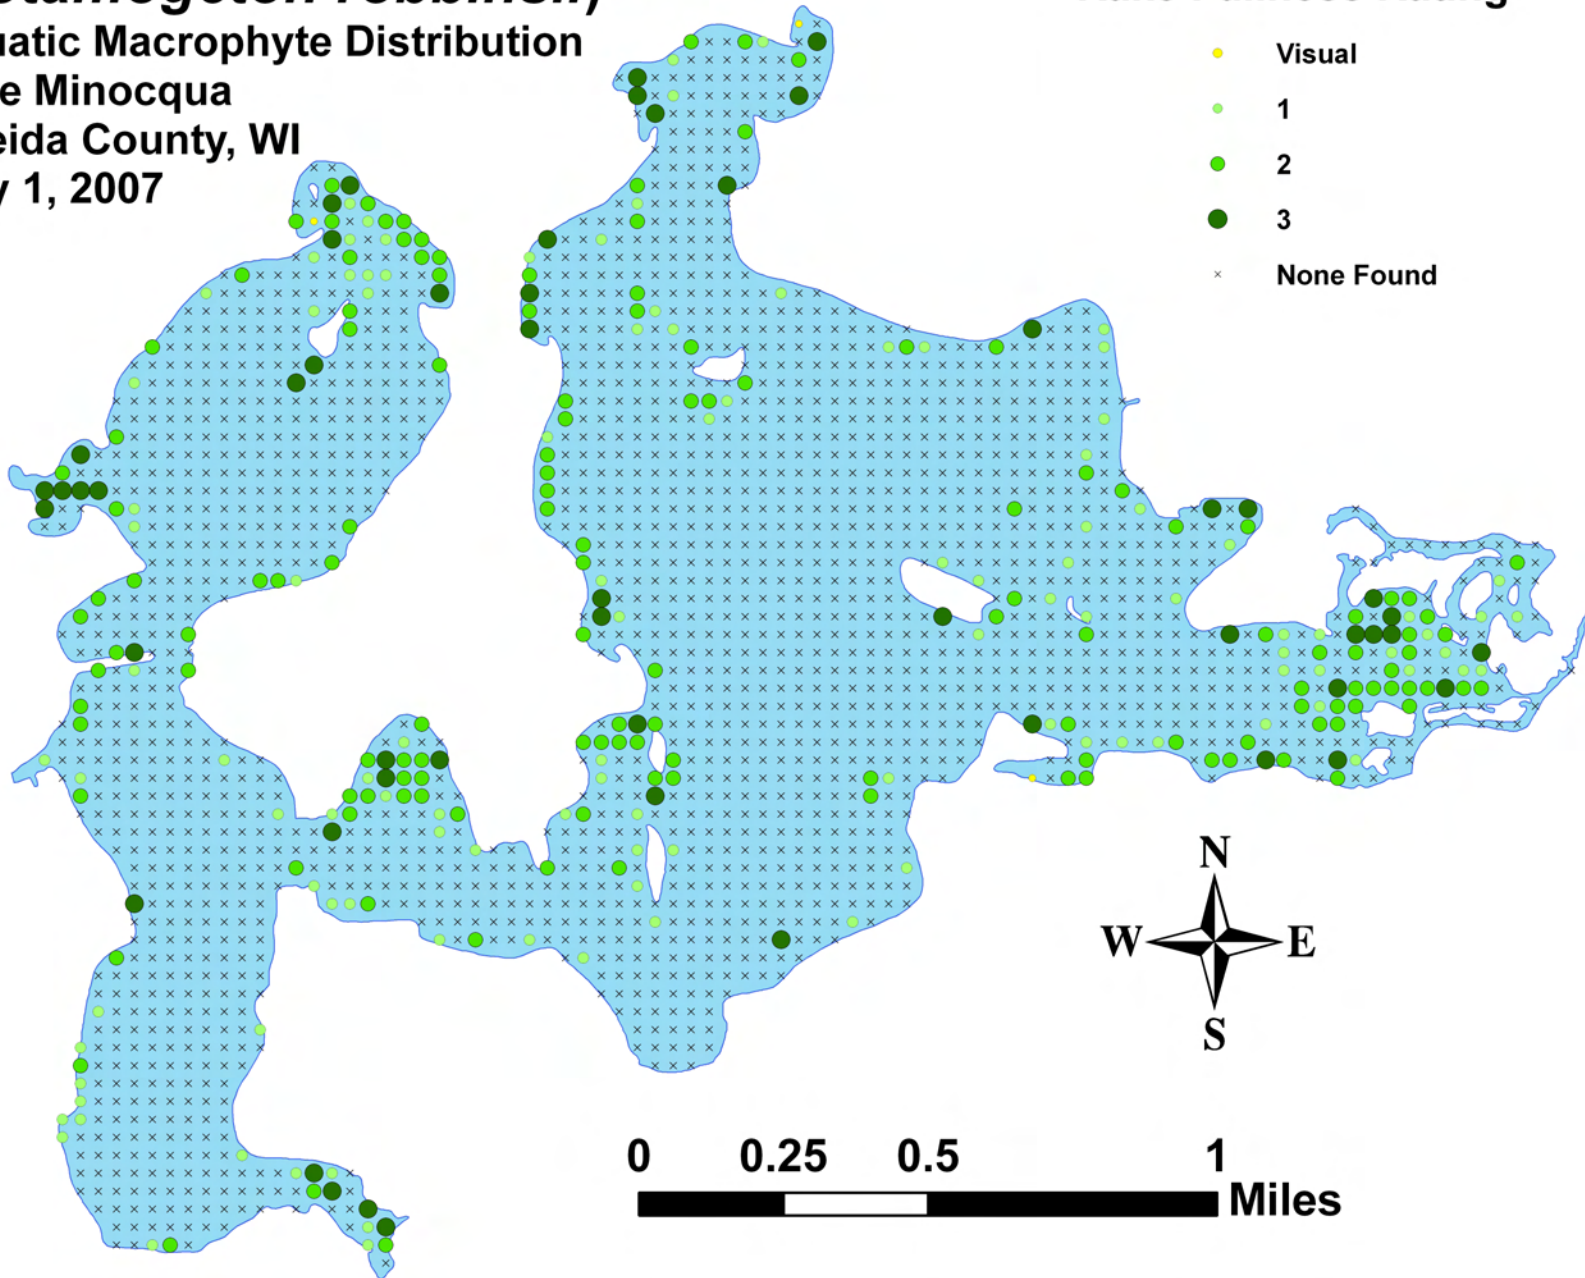 uatic Macrophyte Distribution
e Minocqua
eida County, WI
y 1, 2007
Visual
1
2
3
None Found
N
W E
S
0 0.25 0.5 1
Miles